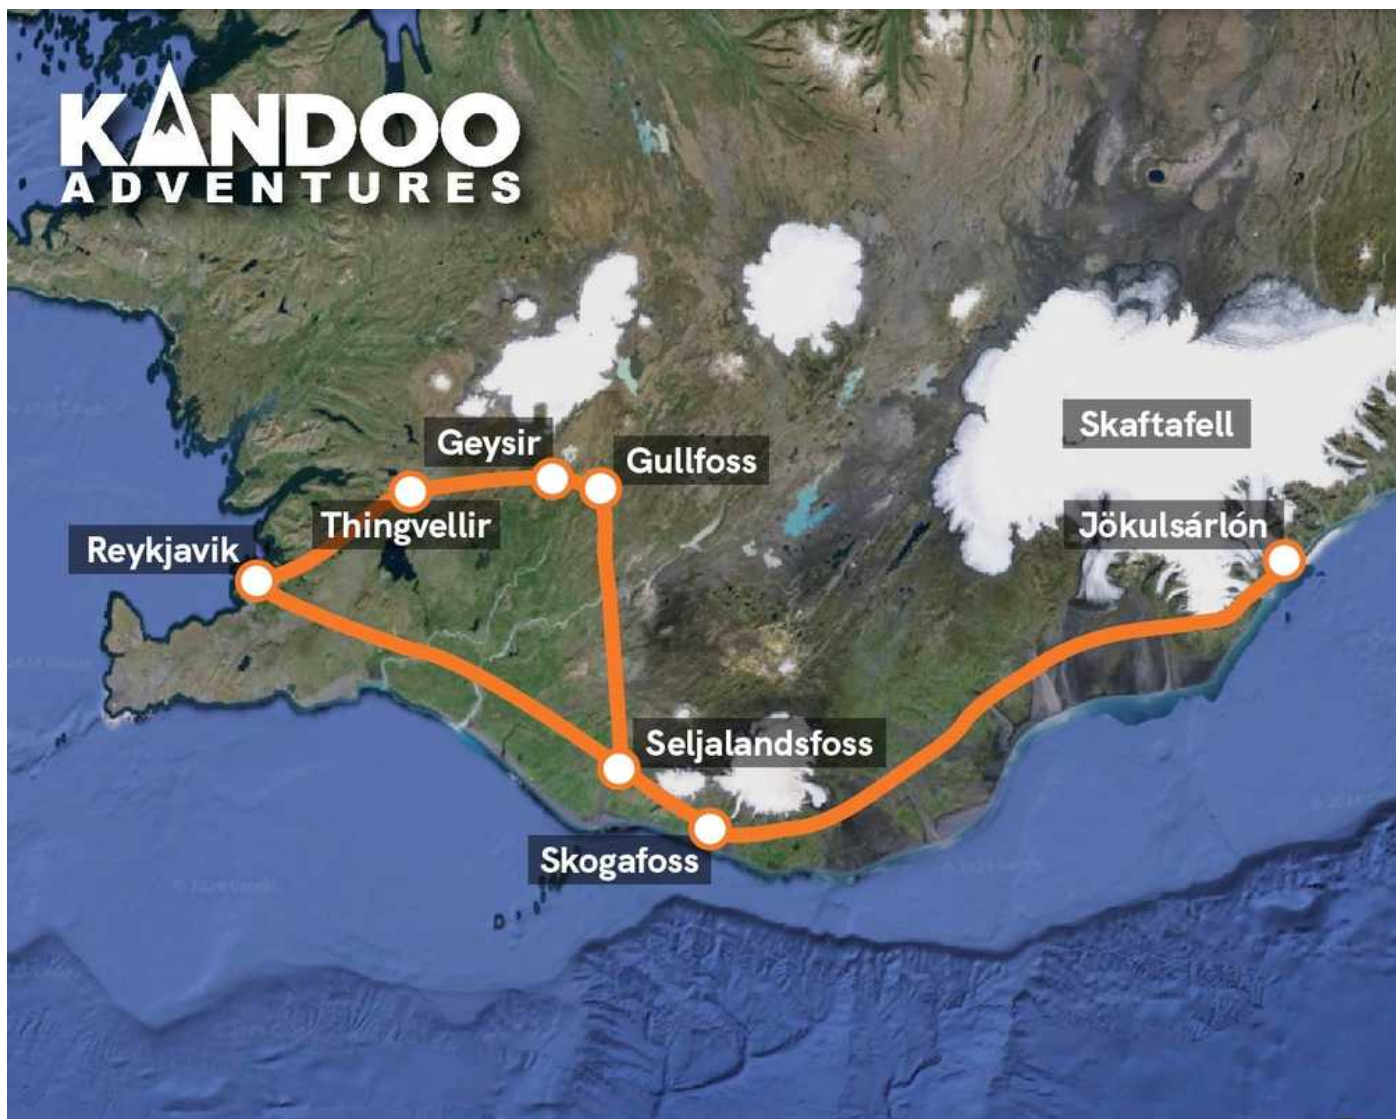 KANDOO
ADVENTURES
Skaftafell
Geysir
Gullfoss
Thingvellir
Jökulsárlón
Reykjavik
Seljalandsfoss
Skogafoss